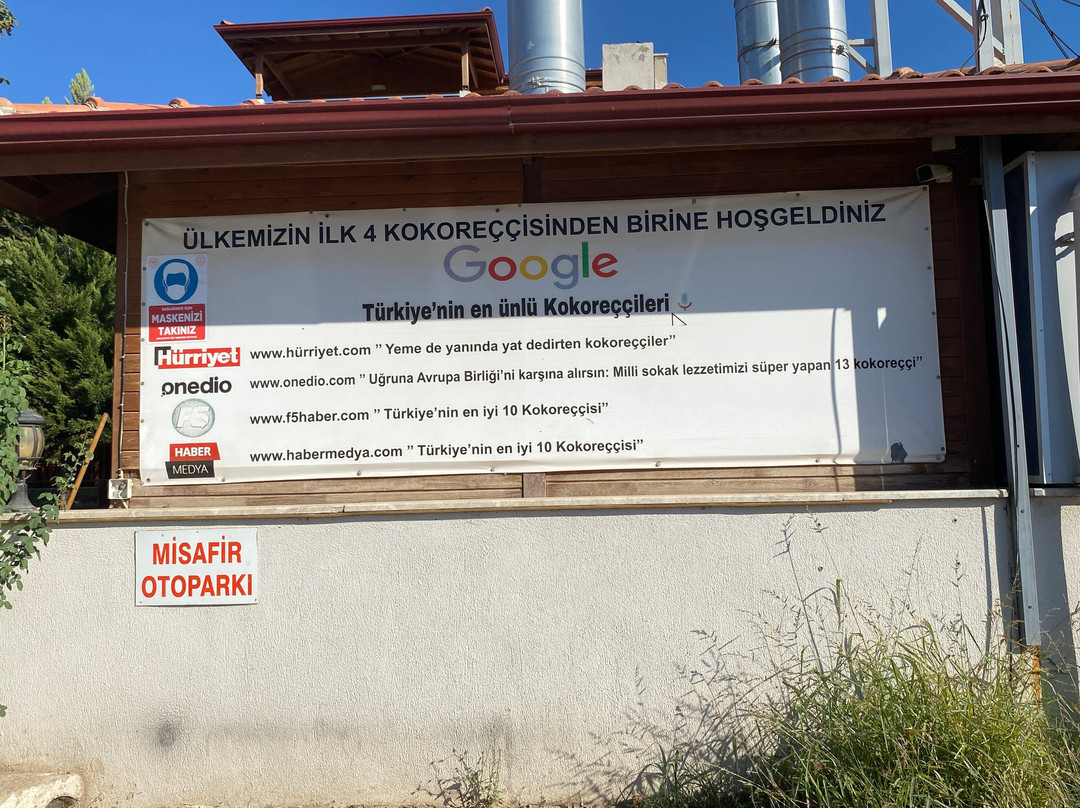 ÜLKEMİZİN İLK 4 KOKOREÇÇİSİNDEN BİRİNE HOŞGELDİNİZ
Google
Türkiye'nin en ünlü Kokoreççileri
MASKENİZİ
TAKINIZ
Hürriyet
www.hürriyet.com ” Yeme de yanında yat dedirten kokoreççiler”
onedio
www.onedio.com ” Uğruna Avrupa Birliği'ni karşına alırsın: Milli sokak lezzetimizi süper yapan 13 kokoreççi”
F5
www.f5haber.com ” Türkiye'nin en iyi 10 Kokoreççisi”
HABER
MEDYA
www.habermedya.com ” Türkiye'nin en iyi 10 Kokoreççisi”
MİSAFİR
OTOPARKI